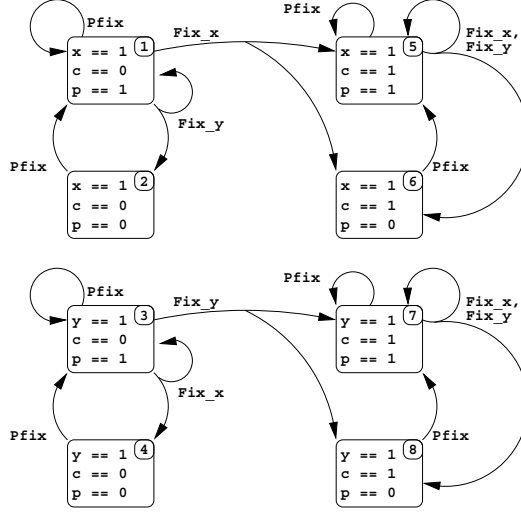 Pfix
x == 1
c == 0
p == 1
1
Fix_x
Fix_y
Pfix
x == 1
c == 0
p == 0
2
Pfix
x == 1
c == 1
p == 1
5
Fix_x,
Fix_y
x == 1
c == 1
p == 0
6
Pfix
Pfix
y == 1
c == 0
p == 1
3
Fix_y
Fix_x
Pfix
y == 1
c == 0
p == 0
4
Pfix
y == 1
c == 1
p == 1
7
Fix_x,
Fix_y
y == 1
c == 1
p == 0
8
Pfix